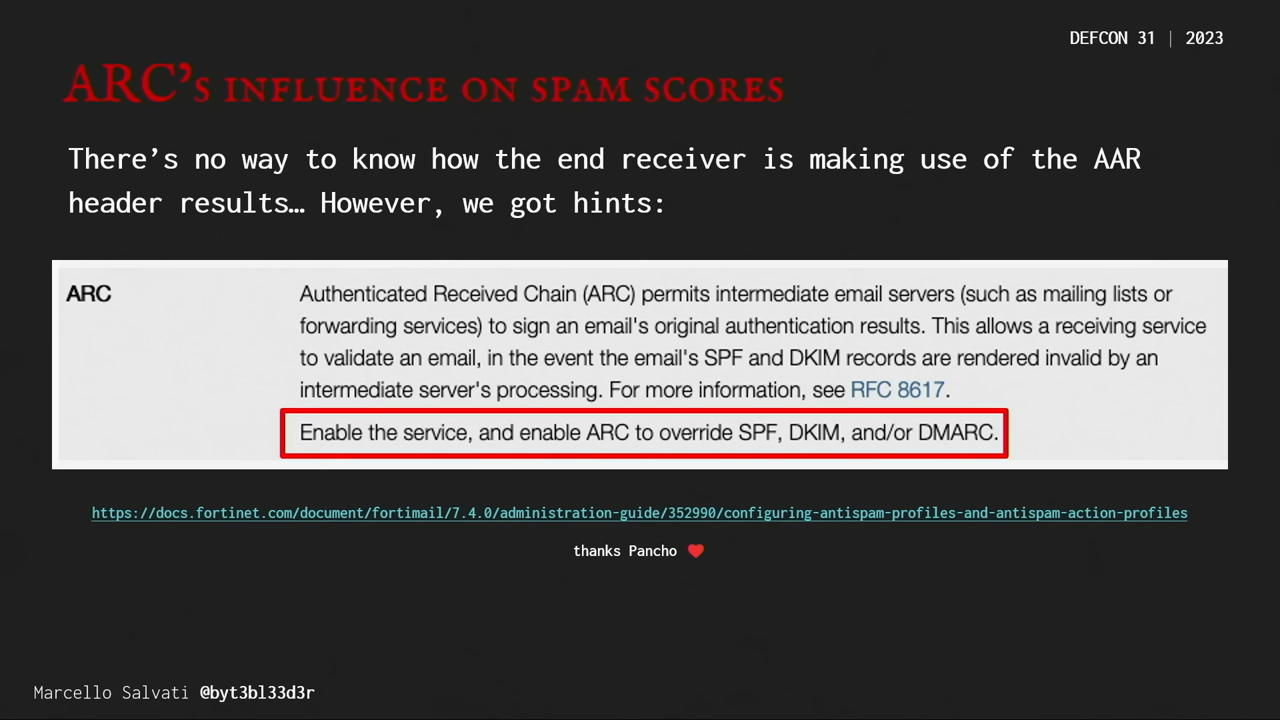 DEFCON 31 | 2023
ARC’s influence on spam scores
There’s no way to know how the end receiver is making use of the AAR
header results… However, we got hints:
ARC
Authenticated Received Chain (ARC) permits intermediate email servers (such as mailing lists or
forwarding services) to sign an email's original authentication results. This allows a receiving service
to validate an email, in the event the email's SPF and DKIM records are rendered invalid by an
intermediate server's processing. For more information, see RFC 8617.
Enable the service, and enable ARC to override SPF, DKIM, and/or DMARC.
https://docs.fortinet.com/document/fortimail/7.4.0/administration-guide/352990/configuring-antispam-profiles-and-antispam-action-profiles
thanks Pancho ❤️
Marcello Salvati @byt3bl33d3r